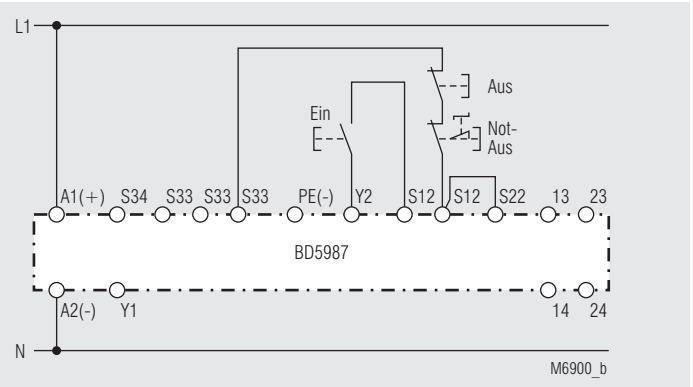 L1
Aus
Ein
Not-
Aus
A1(+) S34 S33 S33 S33 PE(-) Y2 S12 S12 S22 13 23
BD5987
A2(-) Y1 14 24
N
M6900_b